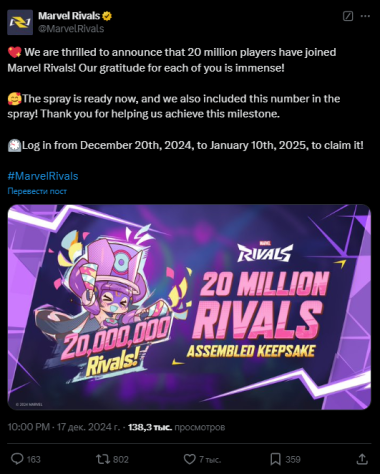 Marvel Rivals
@MarvelRivals
We are thrilled to announce that 20 million players have joined
Marvel Rivals! Our gratitude for each of you is immense!
The spray is ready now, and we also included this number in the
spray! Thank you for helping us achieve this milestone.
Log in from December 20th, 2024, to January 10th, 2025, to claim it!
#MarvelRivals
Перевести пост
MARVEL
RIVALS
20 MILLION
RIVALS
ASSEMBLED KEEPSAKE
20,000,000
Rivals!
© 2024 MARVEL
10:00 PM · 17 дек. 2024 г. · 138,3 тыс. просмотров
163 802 7 тыс. 359